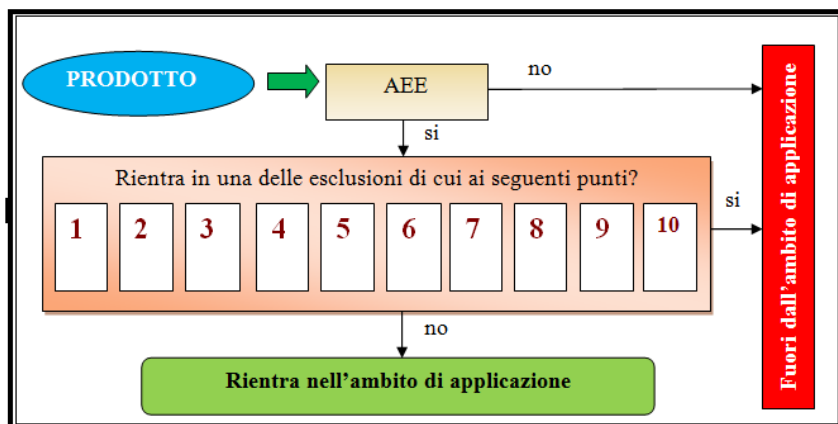 PRODOTTO
AEE
no
si
Rientra in una delle esclusioni di cui ai seguenti punti?
1 2 3 4 5 6 7 8 9 10
si
no
Rientra nell’ambito di applicazione
Fuori dall’ambito di applicazione